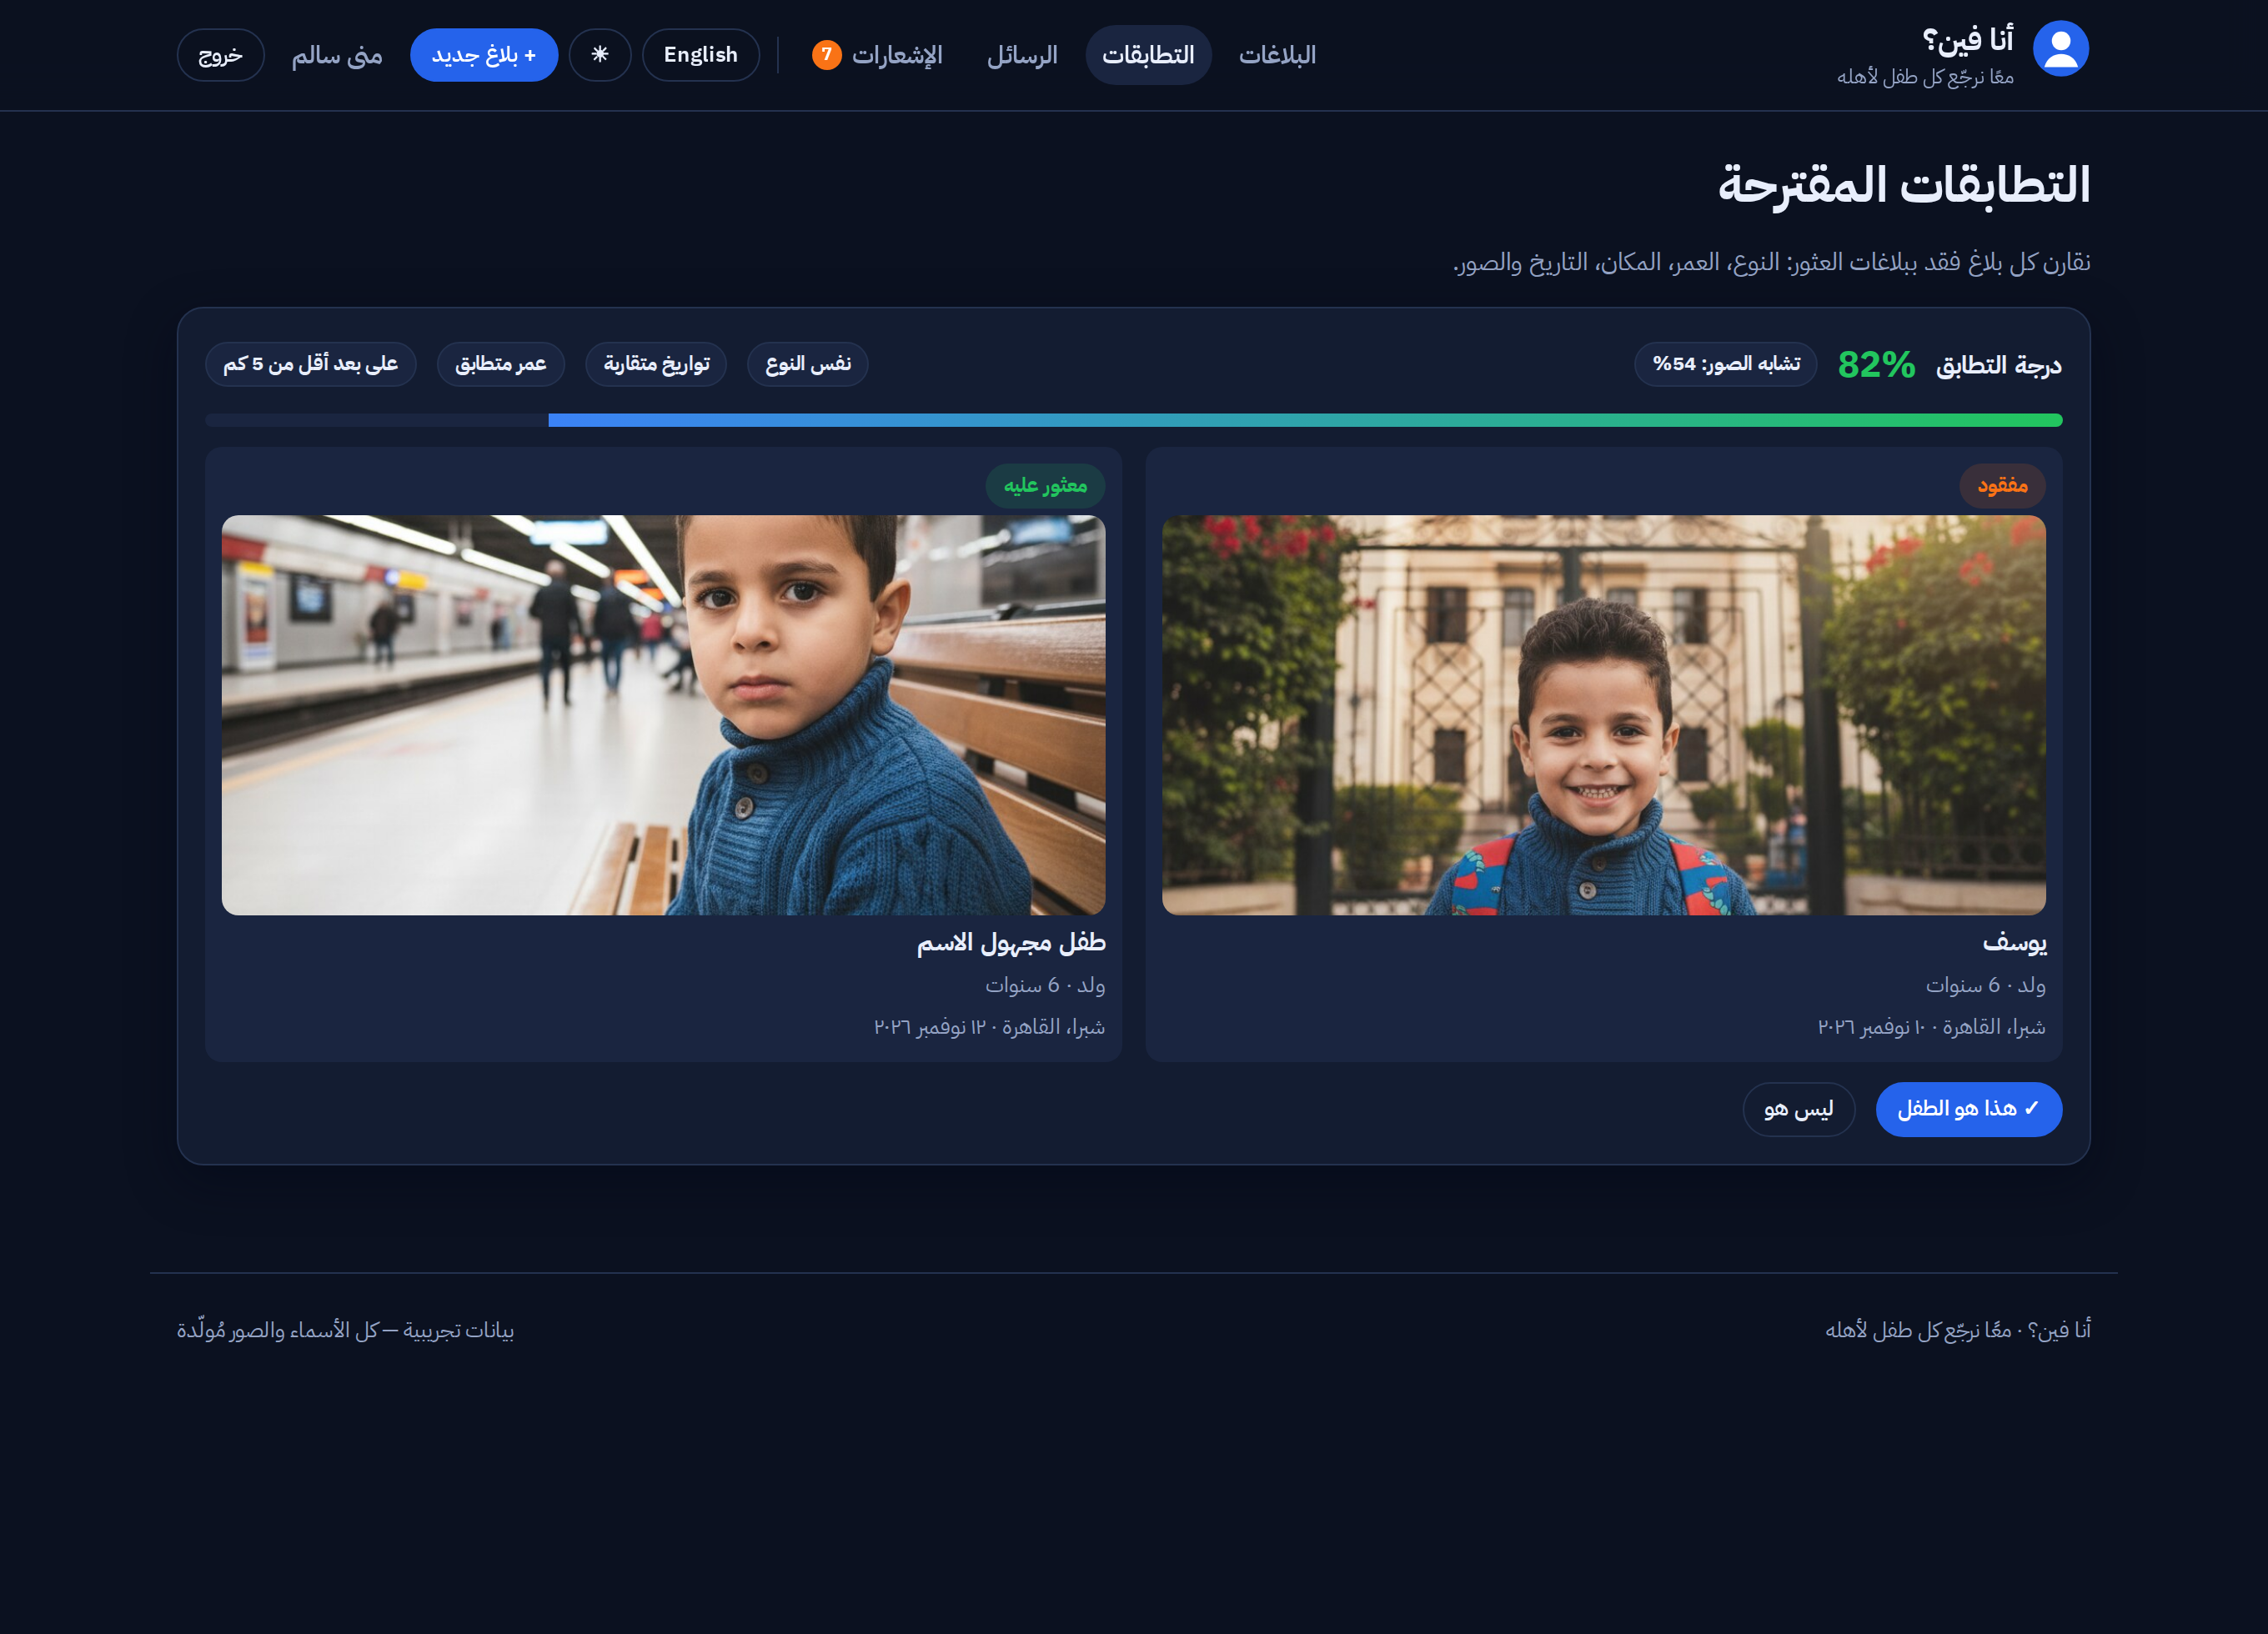 أنا فين؟
معًا نرجّع كل طفل لأهله
البلاغات
التطابقات
الرسائل
الإشعارات 7
English
☀
+ بلاغ جديد
منى سالم
خروج
التطابقات المقترحة
نقارن كل بلاغ فقد ببلاغات العثور: النوع، العمر، المكان، التاريخ والصور.
درجة التطابق 82% تشابه الصور: 54%
نفس النوع
تواريخ متقاربة
عمر متطابق
على بعد أقل من 5 كم
مفقود
يوسف
ولد · 6 سنوات
شبرا، القاهرة · ١٠ نوفمبر ٢٠٢٦
معثور عليه
طفل مجهول الاسم
ولد · 6 سنوات
شبرا، القاهرة · ١٢ نوفمبر ٢٠٢٦
✓ هذا هو الطفل
ليس هو
أنا فين؟ · معًا نرجّع كل طفل لأهله
بيانات تجريبية — كل الأسماء والصور مُولّدة